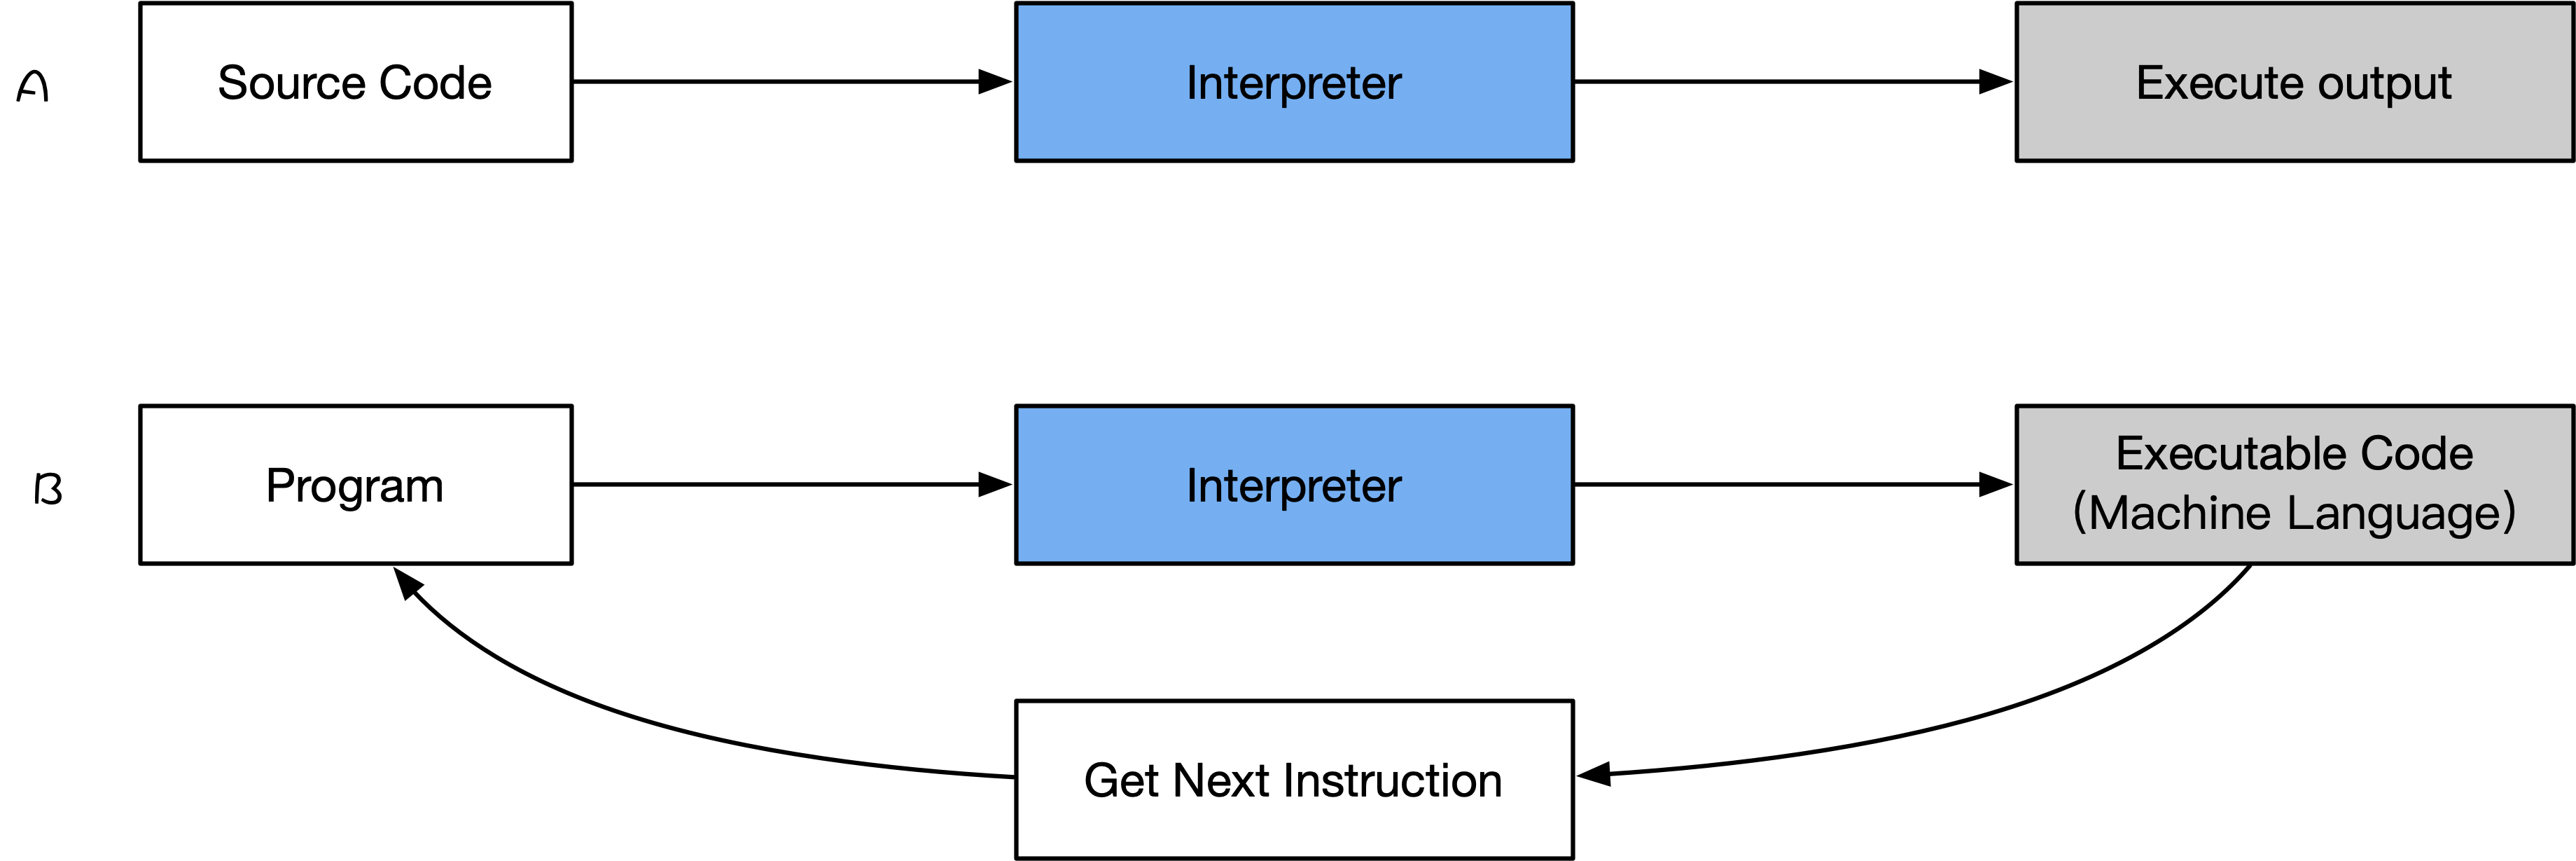 A
Source Code
Interpreter
Execute output
B
Program
Interpreter
Executable Code
(Machine Language)
Get Next Instruction